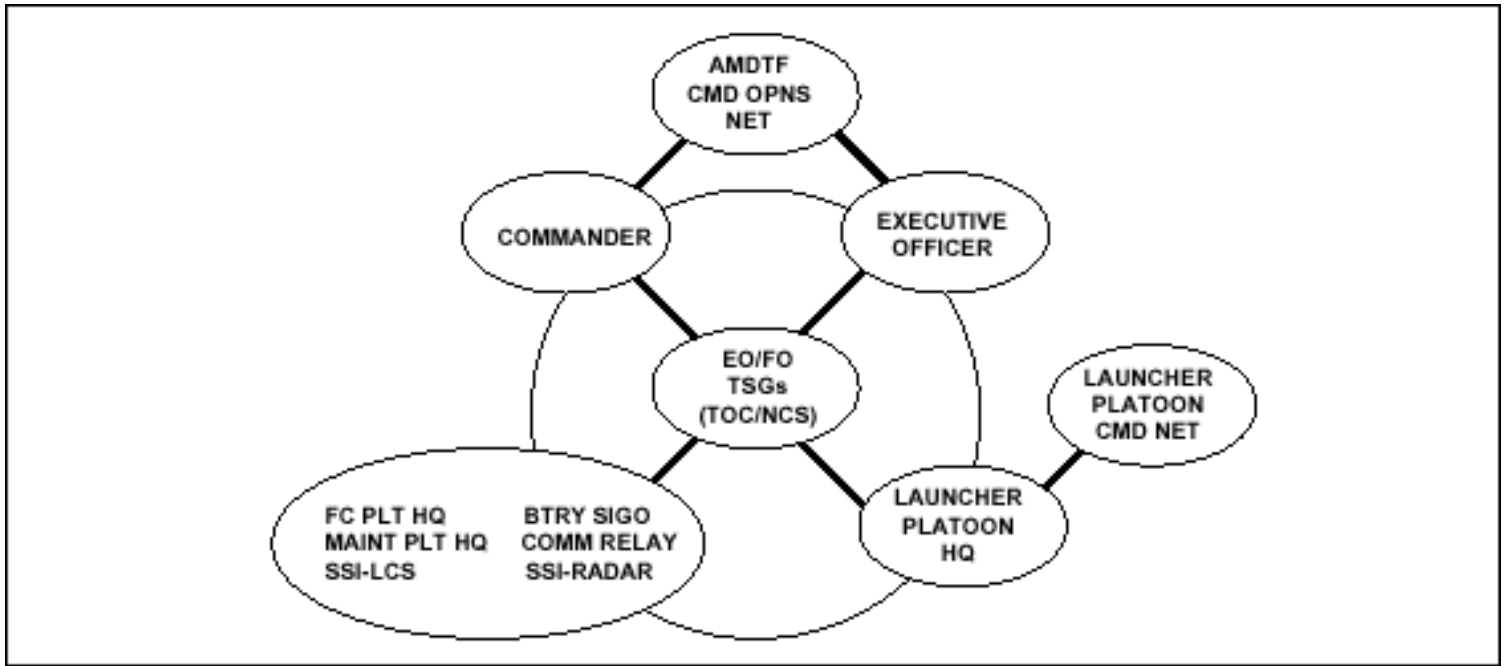 AMDTF
CMD OPNS
NET
COMMANDER
EXECUTIVE
OFFICER
EO/FO
TSGs
(TOC/NCS)
LAUNCHER
PLATOON
CMD NET
FC PLT HQ
MAINT PLT HQ
SSI-LCS
BTRY SIGO
COMM RELAY
SSI-RADAR
LAUNCHER
PLATOON
HQ